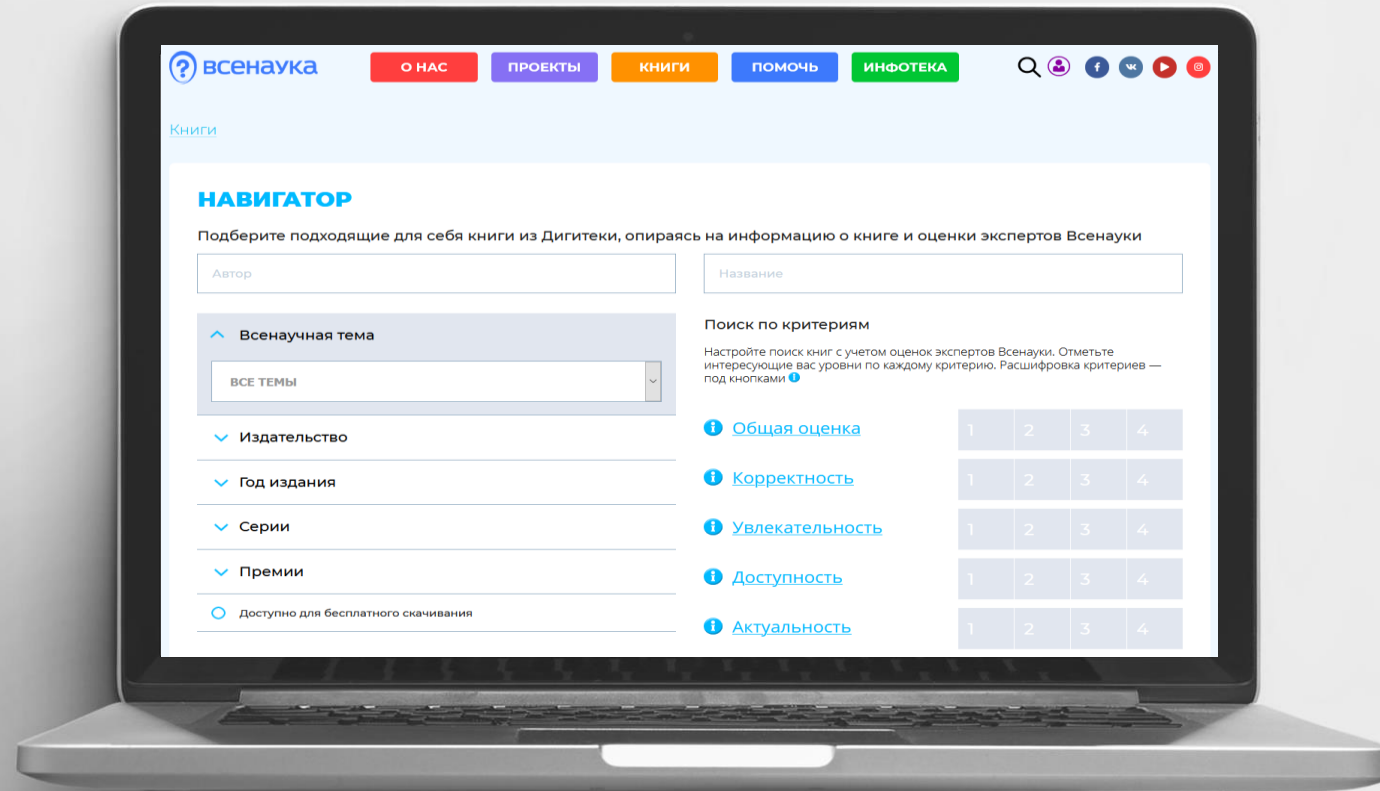 ВСЕНАУКА
О НАС
ПРОЕКТЫ
КНИГИ
ПОМОЧЬ
ИНФОТЕКА
Книги
НАВИГАТОР
Подберите подходящие для себя книги из Дигитеки, опираясь на информацию о книге и оценки экспертов Всенауки
Автор
Название
Всенаучная тема
ВСЕ ТЕМЫ
Издательство
Год издания
Серии
Премии
Доступно для бесплатного скачивания
Поиск по критериям
Настройте поиск книг с учетом оценок экспертов Всенауки. Отметьте
интересующие вас уровни по каждому критерию. Расшифровка критериев —
под кнопками
Общая оценка 1 2 3 4
Корректность 1 2 3 4
Увлекательность 1 2 3 4
Доступность 1 2 3 4
Актуальность 1 2 3 4